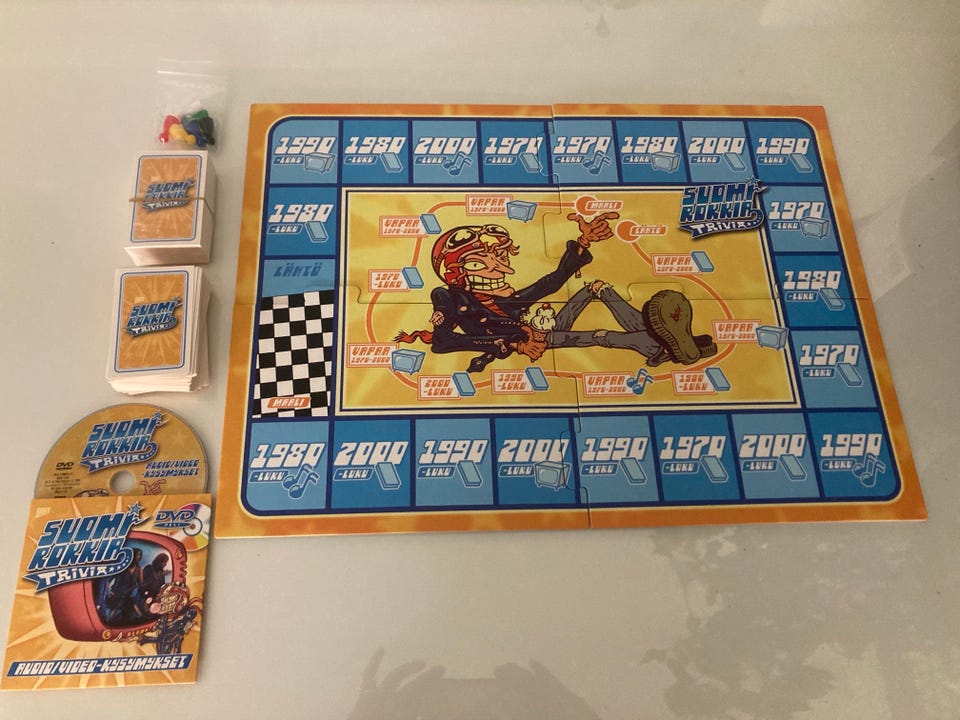 SUOMI
ROKKIA
TRIVIA
SUOMI
ROKKIA
TRIVIA
SUOMI
ROKKIA
TRIVIA
DVD
AUDIO/VIDEO
-KYSYMYKSET
SUOMI
ROKKIA
TRIVIA
DVD
PELI
AUDIO/VIDEO-KYSYMYKSET
1990
-LUKU
1980
-LUKU
2000
-LUKU
1970
-LUKU
1970
-LUKU
1980
-LUKU
2000
-LUKU
1990
-LUKU
1980
-LUKU
LÄHTÖ
MAALI
1970
-LUKU
1980
-LUKU
1970
-LUKU
1980
-LUKU
2000
-LUKU
1990
-LUKU
2000
-LUKU
1990
-LUKU
1970
-LUKU
2000
-LUKU
1990
-LUKU
SUOMI
ROKKIA
TRIVIA
MAALI
LÄHTÖ
VAPAA
1970-2000
VAPAA
1970-2000
VAPAA
1970-2000
1970
-LUKU
VAPAA
1970-2000
VAPAA
1970-2000
2000
-LUKU
1990
-LUKU
VAPAA
1970-2000
1980
-LUKU